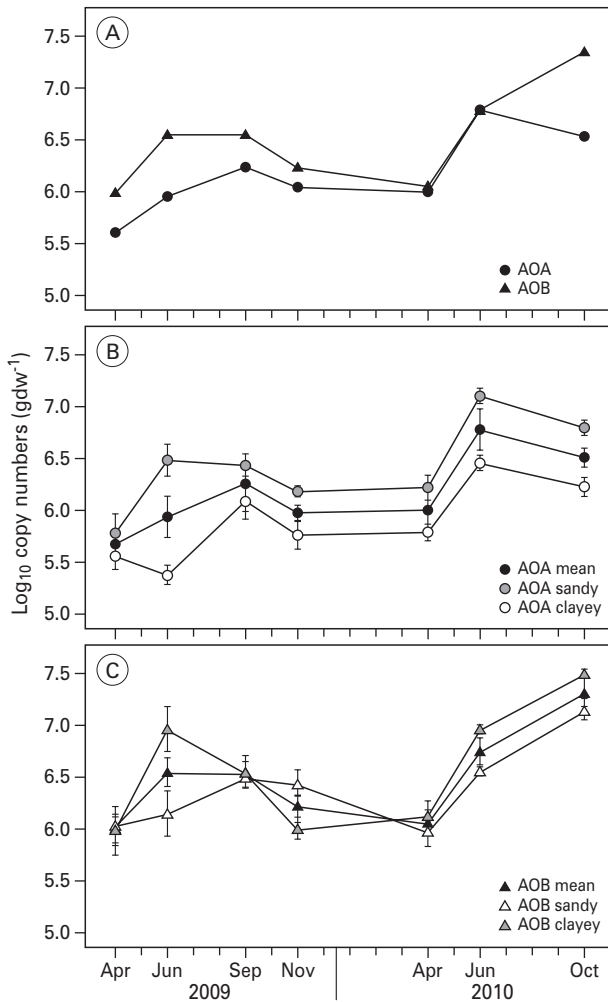 A
7.5
7.0
6.5
6.0
5.5
5.0
AOA
AOB
Log10 copy numbers (gdw-1)
B
7.5
7.0
6.5
6.0
5.5
5.0
AOA mean
AOA sandy
AOA clayey
C
7.5
7.0
6.5
6.0
5.5
5.0
AOB mean
AOB sandy
AOB clayey
Apr Jun Sep Nov Apr Jun Oct
2009 2010